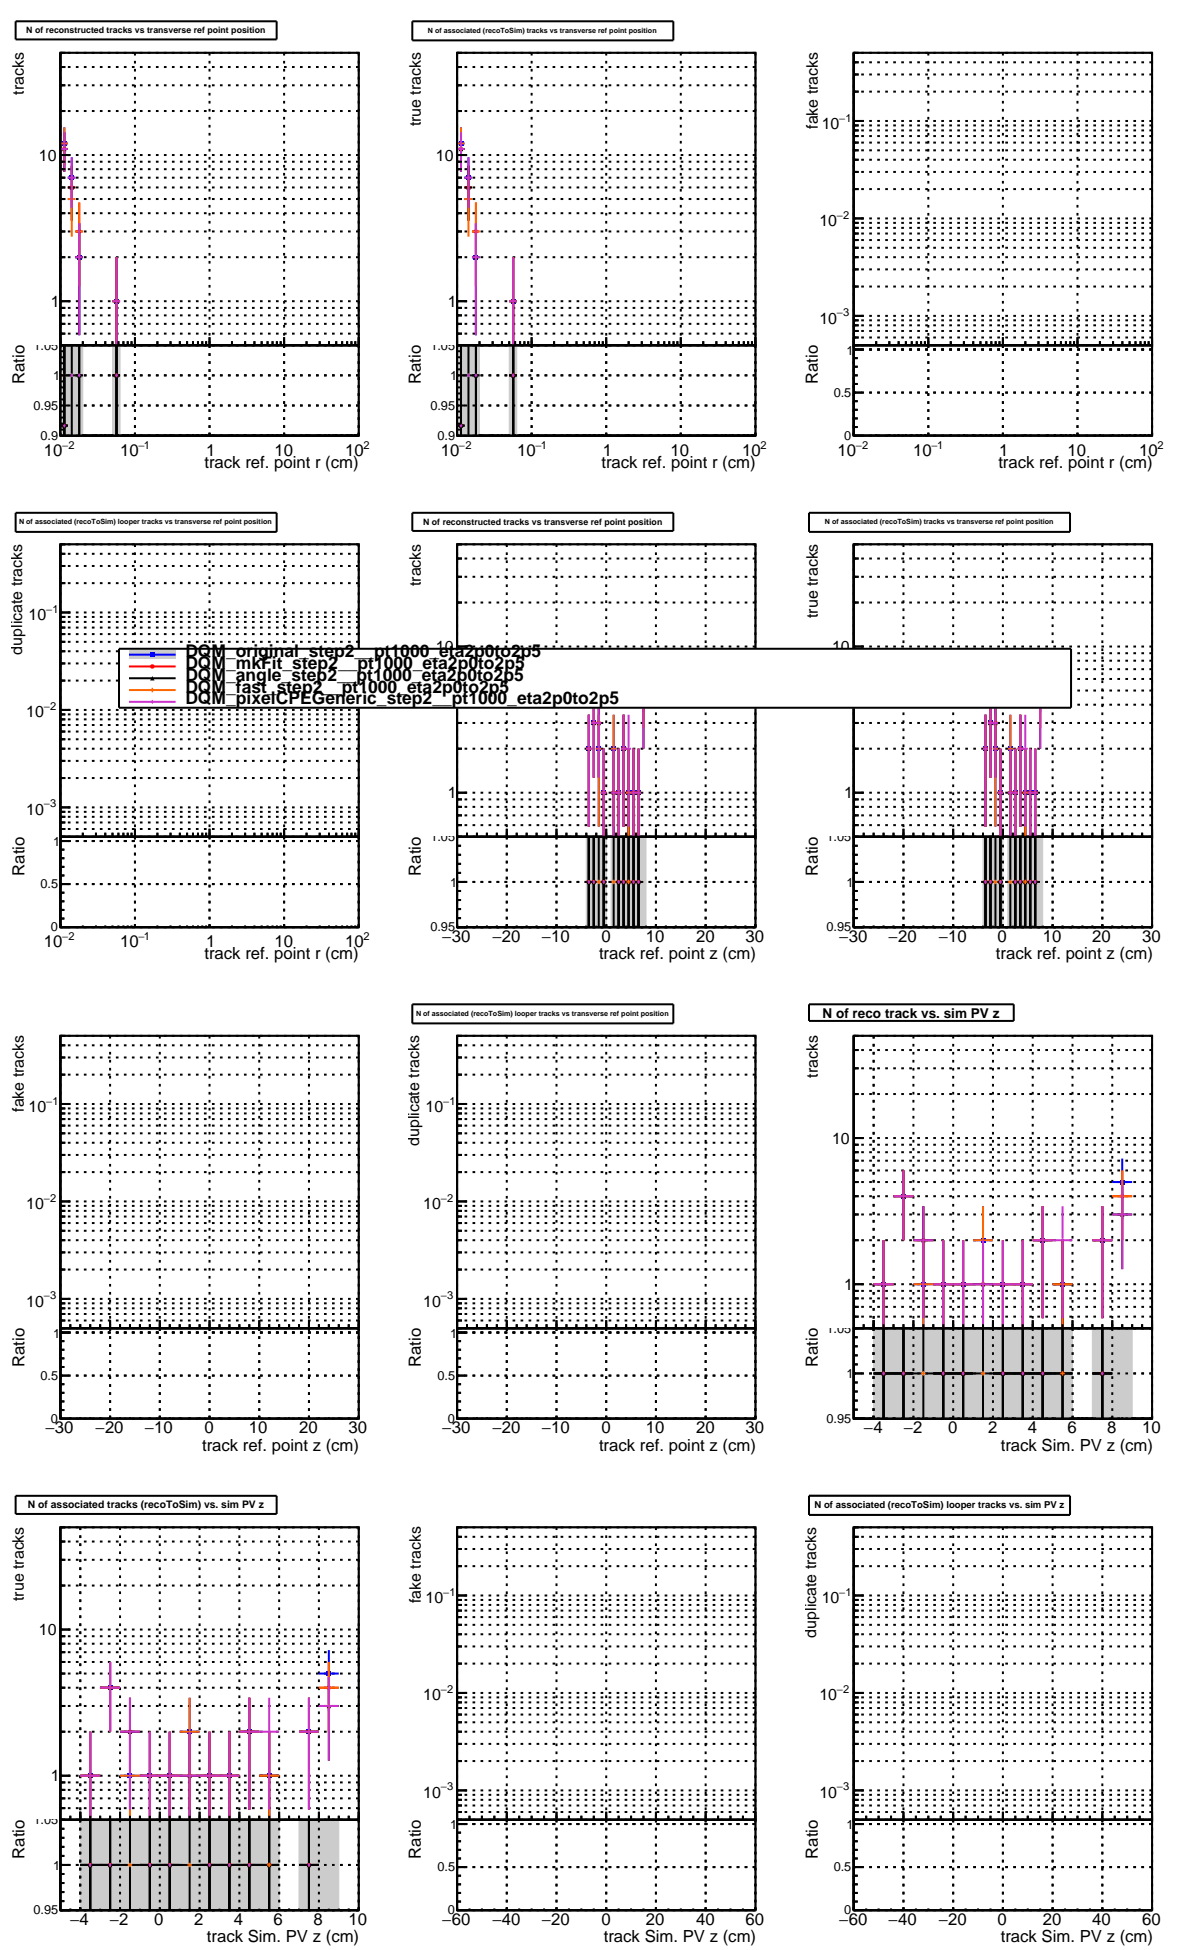 N of reconstructed tracks vs transverse ref point position
tracks
10
1
1.05
Ratio
1
0.95
0.9
10⁻² 10⁻¹ 1 10 10²
track ref. point r (cm)
N of associated (recoToSim) tracks vs transverse ref point position
true tracks
10
1
1.05
Ratio
1
0.95
0.9
10⁻² 10⁻¹ 1 10 10²
track ref. point r (cm)
fake tracks
10⁻¹
10⁻²
10⁻³
Ratio
1
0.5
0
10⁻² 10⁻¹ 1 10 10²
track ref. point r (cm)
N of associated (recoToSim) looper tracks vs transverse ref point position
duplicate tracks
10⁻¹
10⁻²
10⁻³
Ratio
1
0.5
0
10⁻² 10⁻¹ 1 10 10²
track ref. point r (cm)
N of reconstructed tracks vs transverse ref point position
tracks
10
1
1.05
Ratio
1
0.95
−30 −20 −10 0 10 20 30
track ref. point z (cm)
N of associated (recoToSim) tracks vs transverse ref point position
true tracks
10
1
1.05
Ratio
1
0.95
−30 −20 −10 0 10 20 30
track ref. point z (cm)
DQM_original_step2__pt1000_eta2p0to2p5
DQM_mkFit_step2__pt1000_eta2p0to2p5
DQM_angle_step2__pt1000_eta2p0to2p5
DQM_fast_step2__pt1000_eta2p0to2p5
DQM_pixelCPEGeneric_step2__pt1000_eta2p0to2p5
fake tracks
10⁻¹
10⁻²
10⁻³
Ratio
1
0.5
0
−30 −20 −10 0 10 20 30
track ref. point z (cm)
N of associated (recoToSim) looper tracks vs transverse ref point position
duplicate tracks
10⁻¹
10⁻²
10⁻³
Ratio
1
0.5
0
−30 −20 −10 0 10 20 30
track ref. point z (cm)
N of reco track vs. sim PV z
tracks
10
1
1.05
Ratio
1
0.95
−4 −2 0 2 4 6 8 10
track Sim. PV z (cm)
N of associated tracks (recoToSim) vs. sim PV z
true tracks
10
1
1.05
Ratio
1
0.95
−4 −2 0 2 4 6 8 10
track Sim. PV z (cm)
fake tracks
10⁻¹
10⁻²
10⁻³
Ratio
1
0.5
0
−60 −40 −20 0 20 40 60
track Sim. PV z (cm)
N of associated (recoToSim) looper tracks vs. sim PV z
duplicate tracks
10⁻¹
10⁻²
10⁻³
Ratio
1
0.5
0
−60 −40 −20 0 20 40 60
track Sim. PV z (cm)